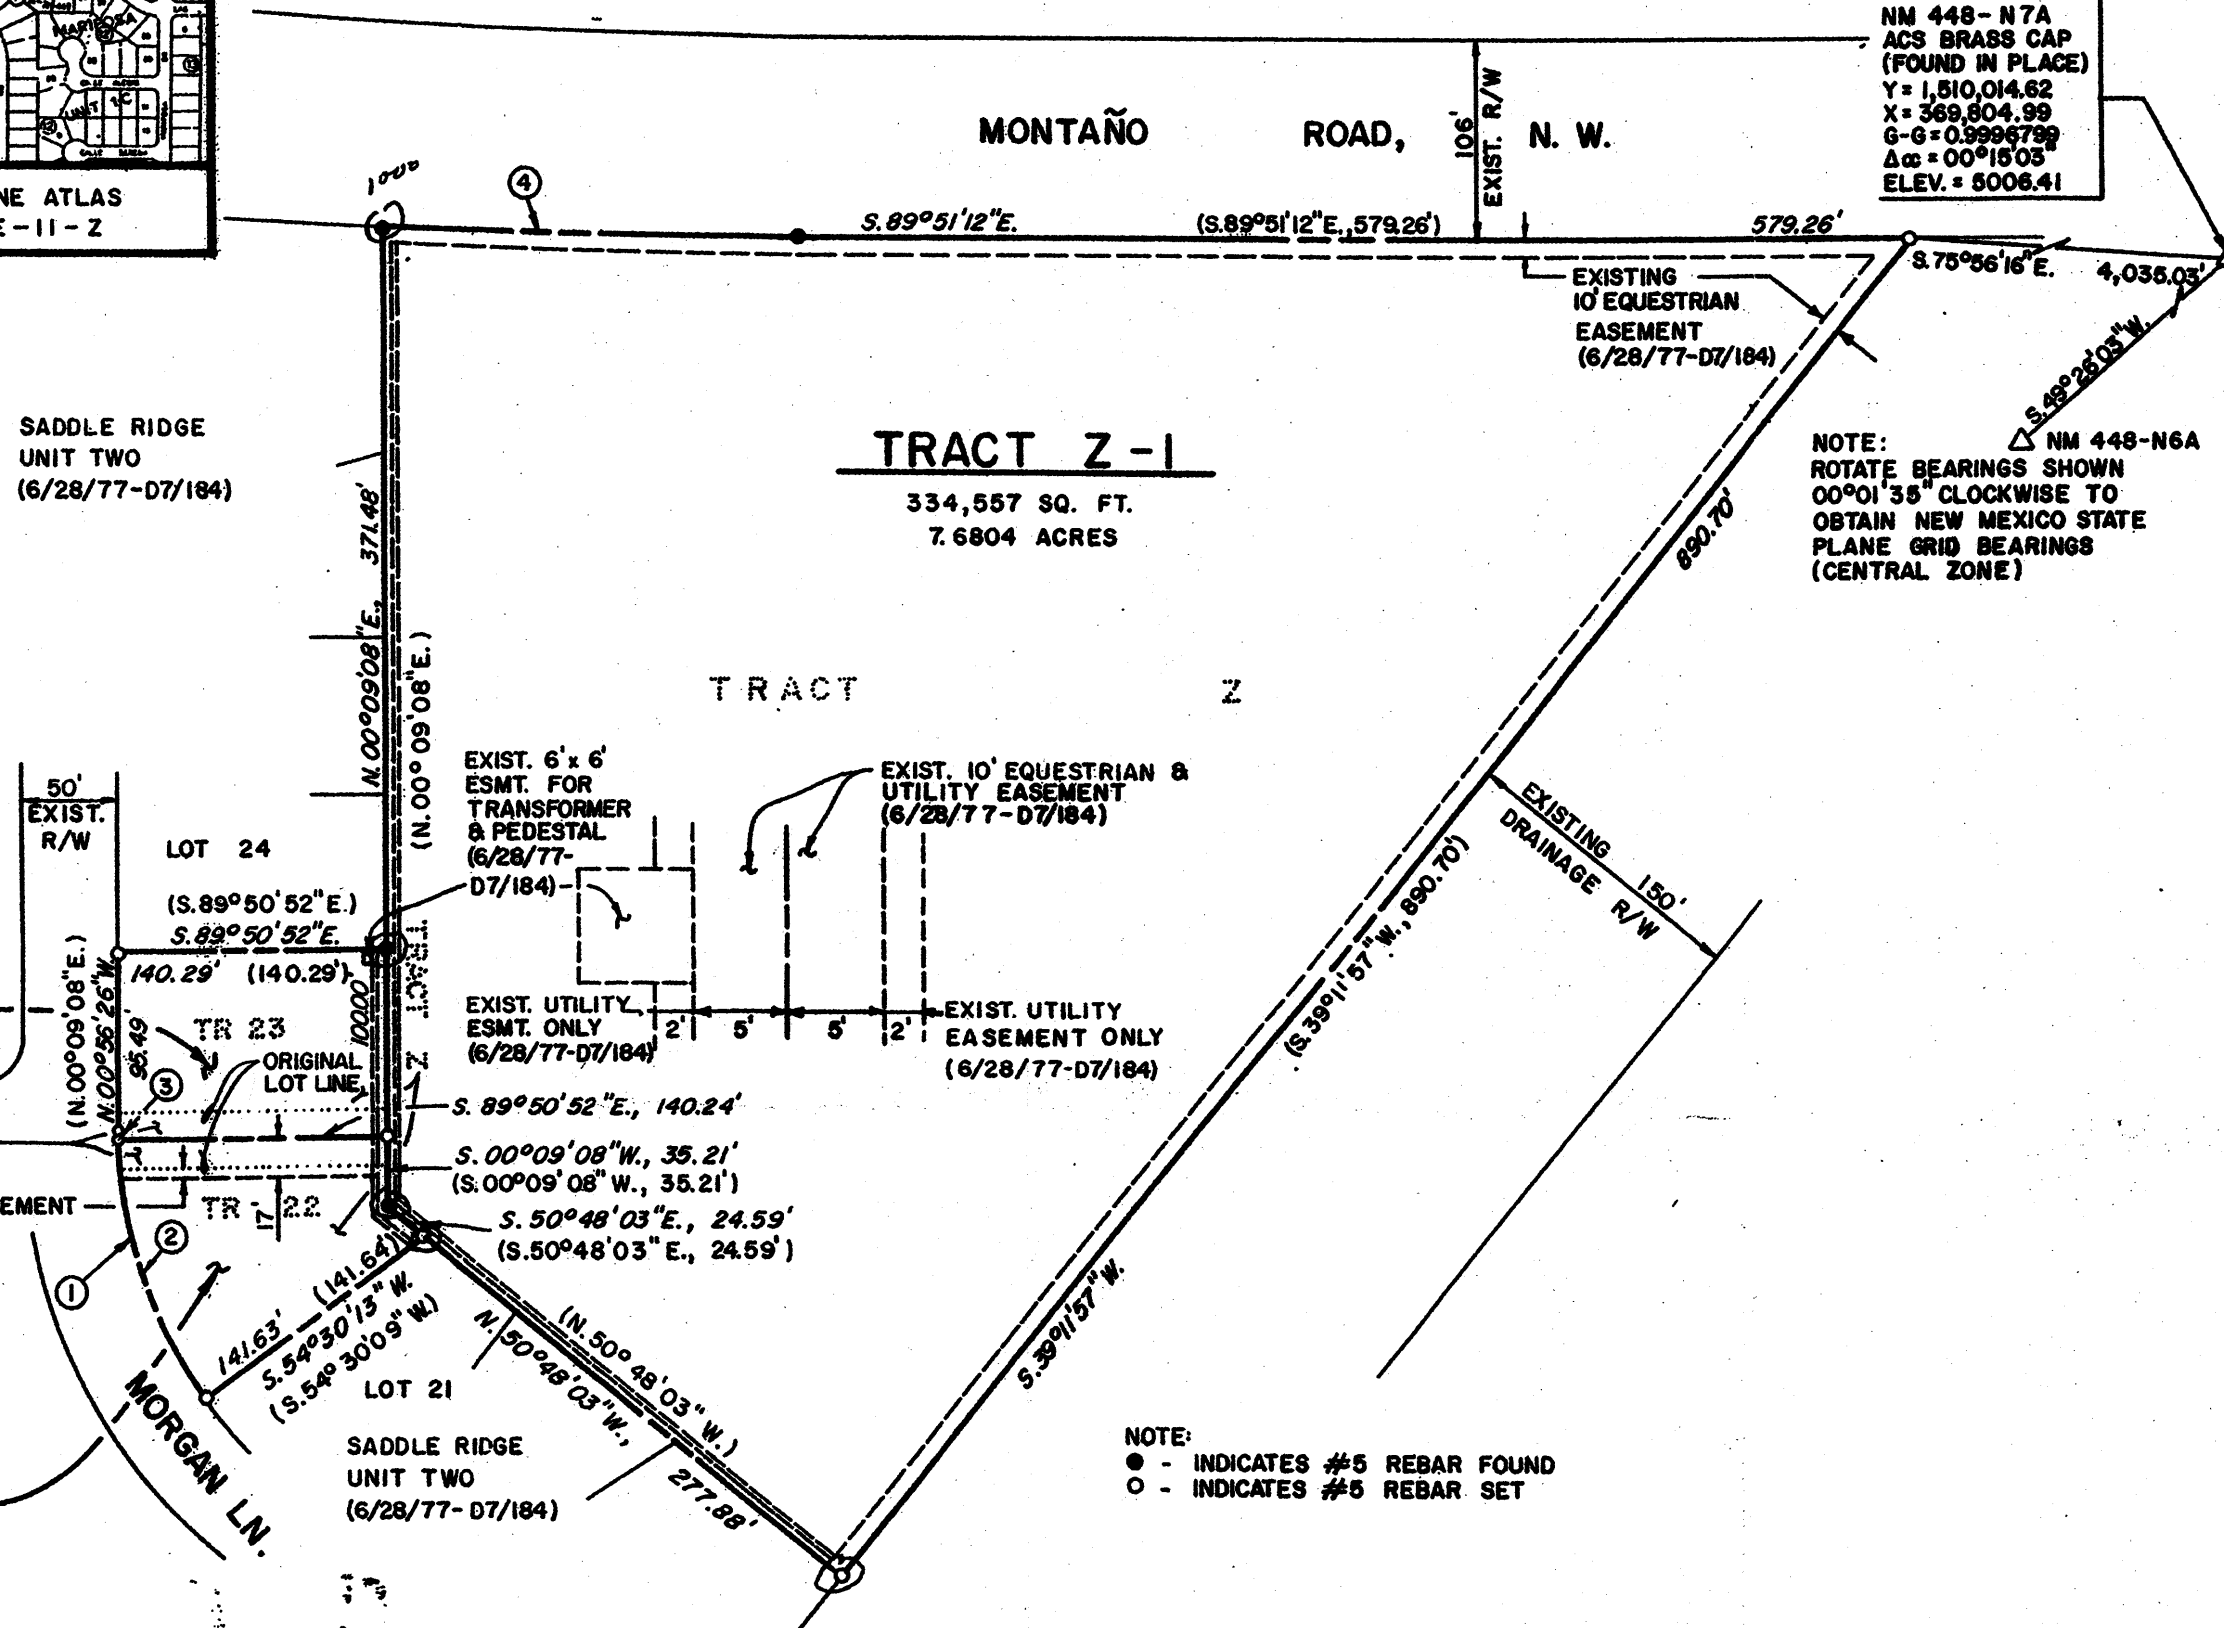 MARIPOSA
UNIT 2C
NE ATLAS
E-11-Z
NM 448-N7A
ACS BRASS CAP
(FOUND IN PLACE)
Y= 1,510,014.62
X= 369,804.99
G-G=0.9996799
Δα =00°15'03"
ELEV.= 5006.41
MONTAÑO ROAD, N. W.
106'
EXIST. R/W
1000
4
S.89°51'12"E.
(S.89°51'12"E.,579.26')
579.26'
S.75°56'16"E.
4,035.03'
S.49°26'03"W.
NM 448-N6A
EXISTING
10' EQUESTRIAN
EASEMENT
(6/28/77-D7/184)
NOTE:
ROTATE BEARINGS SHOWN
00°01'35" CLOCKWISE TO
OBTAIN NEW MEXICO STATE
PLANE GRID BEARINGS
(CENTRAL ZONE)
SADDLE RIDGE
UNIT TWO
(6/28/77-D7/184)
TRACT Z-1
334,557 SQ. FT.
7.6804 ACRES
N.00°09'08"E., 371.48'
(N.00°09'08"E.)
890.70'
TRACT Z
EXIST. 6'x 6'
ESMT. FOR
TRANSFORMER
& PEDESTAL
(6/28/77-
D7/184)
EXIST. 10' EQUESTRIAN &
UTILITY EASEMENT
(6/28/77-D7/184)
EXISTING
DRAINAGE R/W
150'
50'
EXIST.
R/W
LOT 24
(S.89°50'52"E.)
S.89°50'52"E.
140.29' (140.29')
(N.00°09'08"E.)
N.00°56'26"W.
95.49'
100.00
TR 23
TRACT Z
ORIGINAL
LOT LINE
3
EXIST. UTILITY
ESMT. ONLY
(6/28/77-D7/184)
2' 5' 5' 2'
EXIST. UTILITY
EASEMENT ONLY
(6/28/77-D7/184)
(S.39°11'57"W., 890.70')
S. 89°50'52"E., 140.24'
S. 00°09'08"W., 35.21'
(S.00°09'08"W., 35.21')
S. 50°48'03"E., 24.59'
(S.50°48'03"E., 24.59')
EMENT
TR-22
17'
2
1
(141.64')
141.63'
S.54°30'13"W.
(S.54°30'09"W.)
LOT 21
(N.50°48'03"W.)
N.50°48'03"W.,
277.88'
S.39°11'57"W.
MORGAN LN.
SADDLE RIDGE
UNIT TWO
(6/28/77-D7/184)
NOTE:
● - INDICATES #5 REBAR FOUND
○ - INDICATES #5 REBAR SET